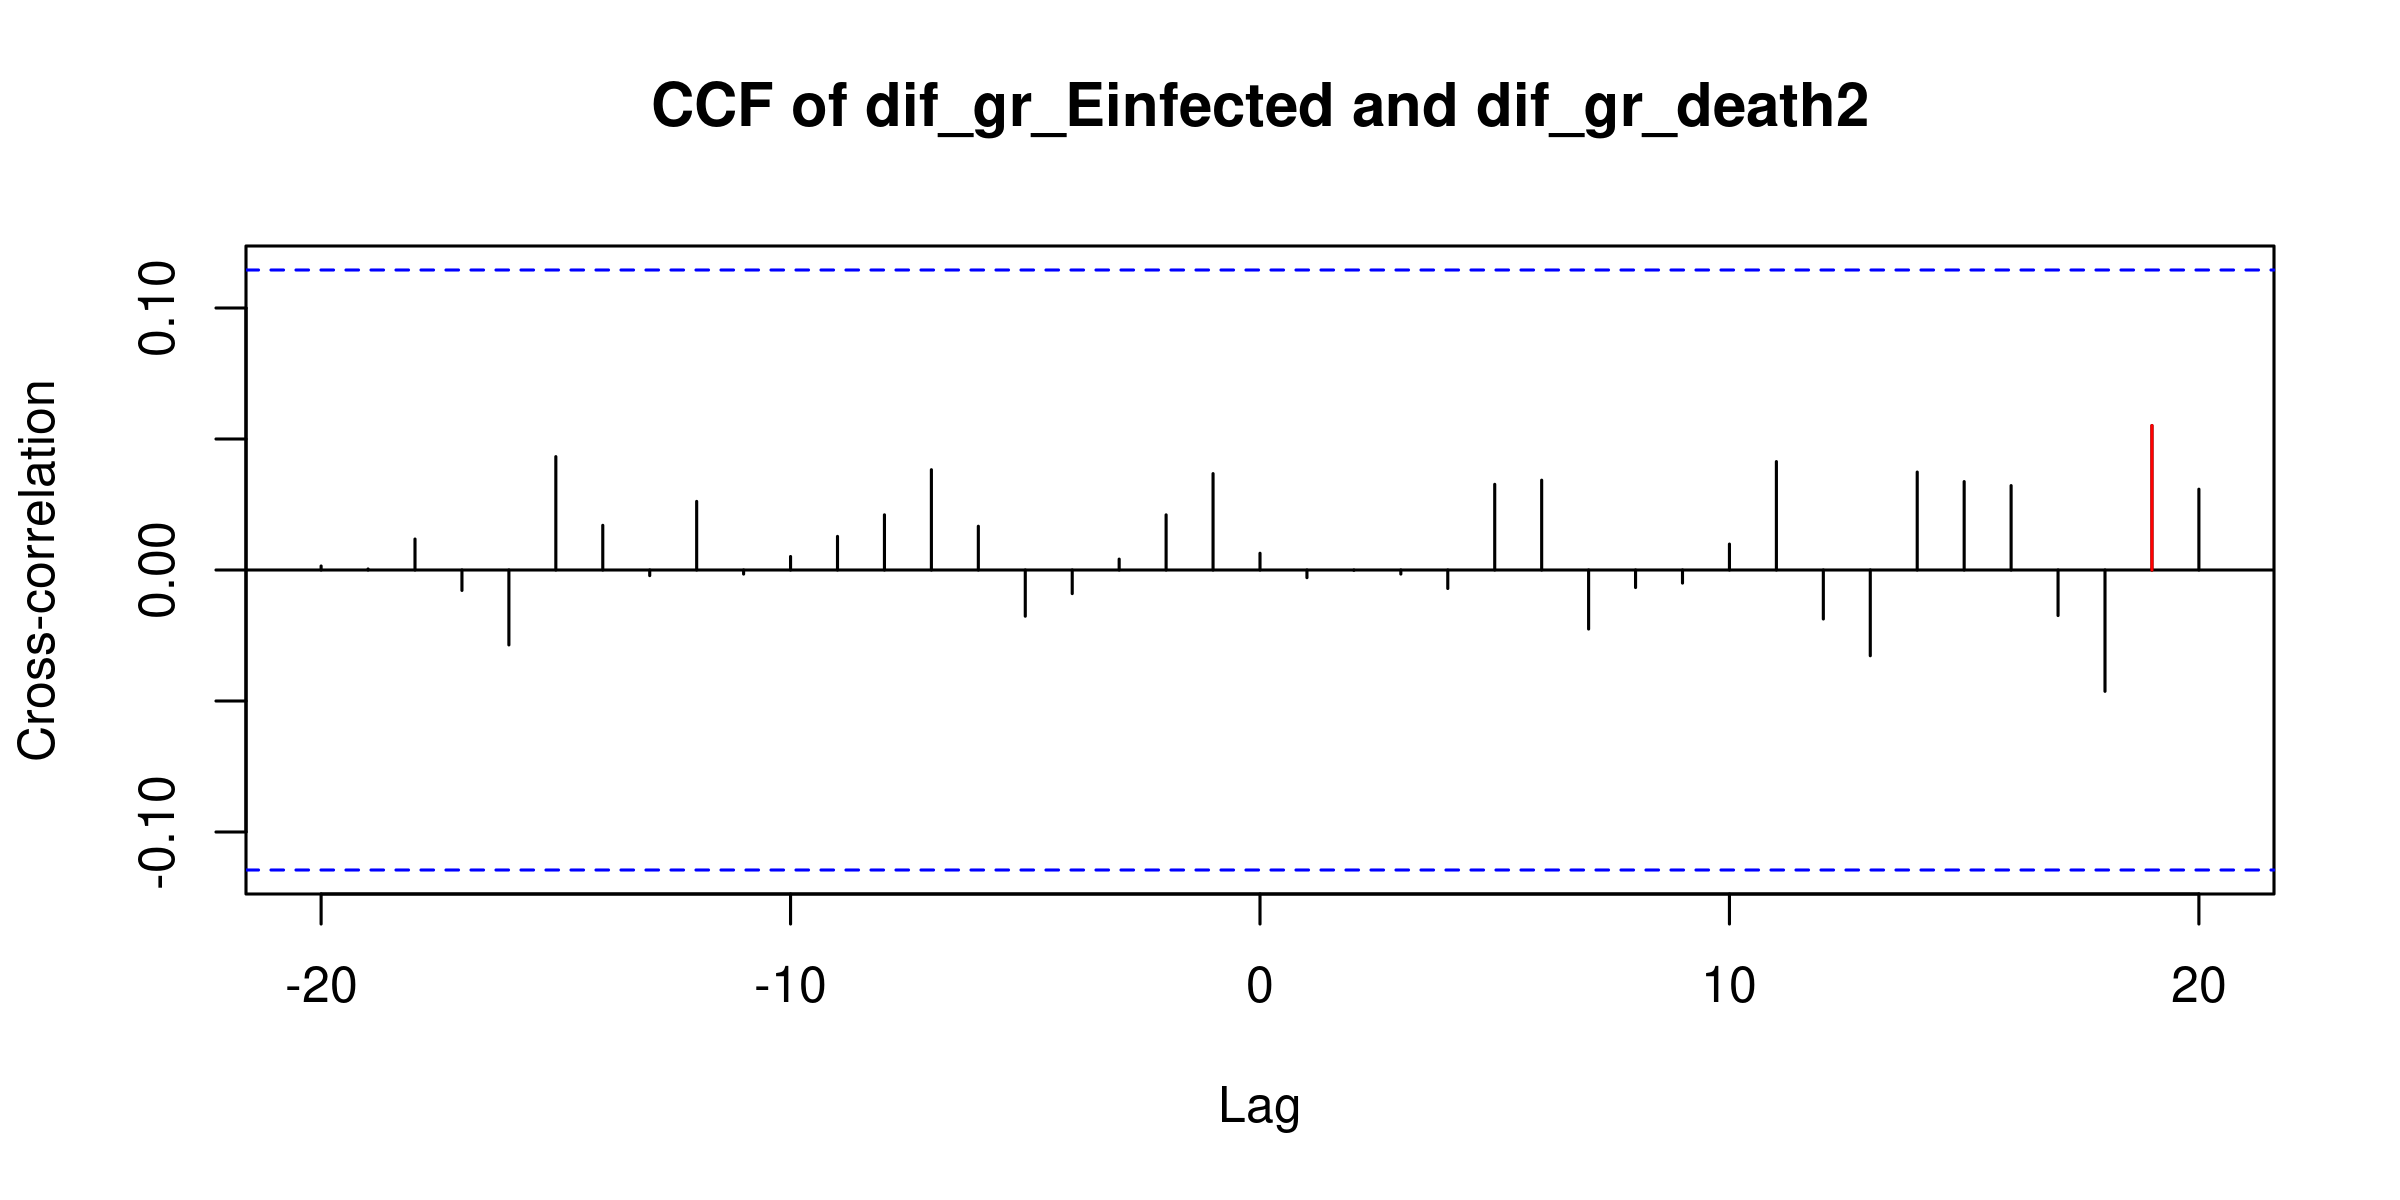 CCF of dif_gr_Einfected and dif_gr_death2
Cross-correlation
0.10
0.00
-0.10
-20 -10 0 10 20
Lag